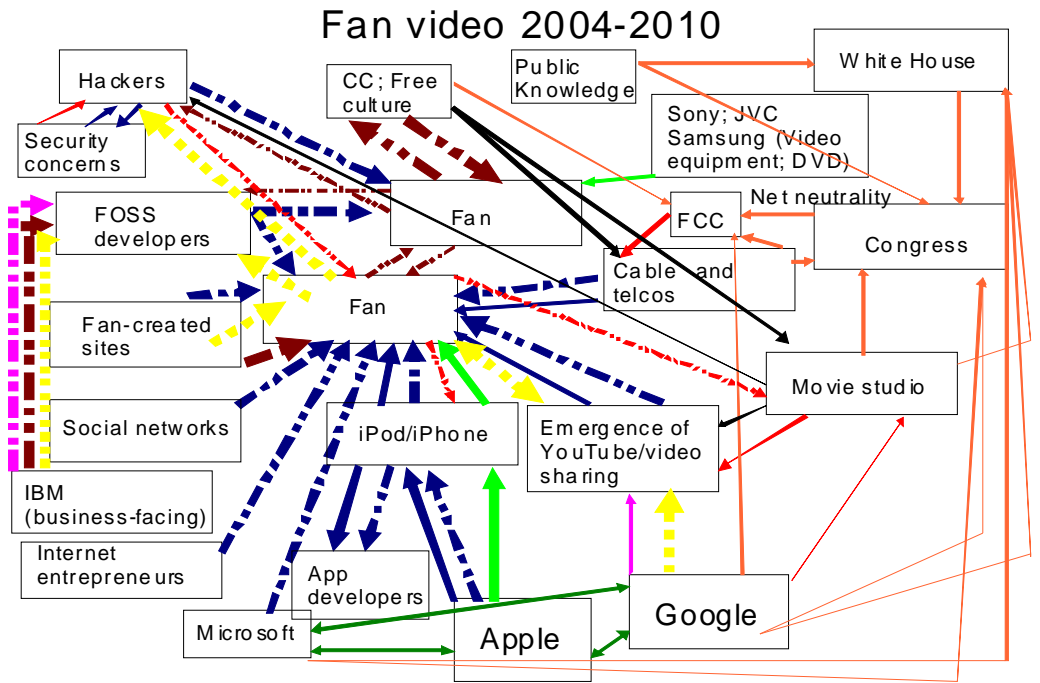 Fan video 2004-2010
Hackers
CC; Free
culture
Public
Knowledge
White House
Security
concerns
Sony; JVC
Samsung (Video
equipment; DVD)
FOSS
developers
Fan
FCC
Net neutrality
Congress
Cable and
telcos
Fan-created
sites
Fan
Movie studio
Social networks
iPod/iPhone
Emergence of
YouTube/video
sharing
IBM
(business-facing)
Internet
entrepreneurs
App
developers
Microsoft
Apple
Google